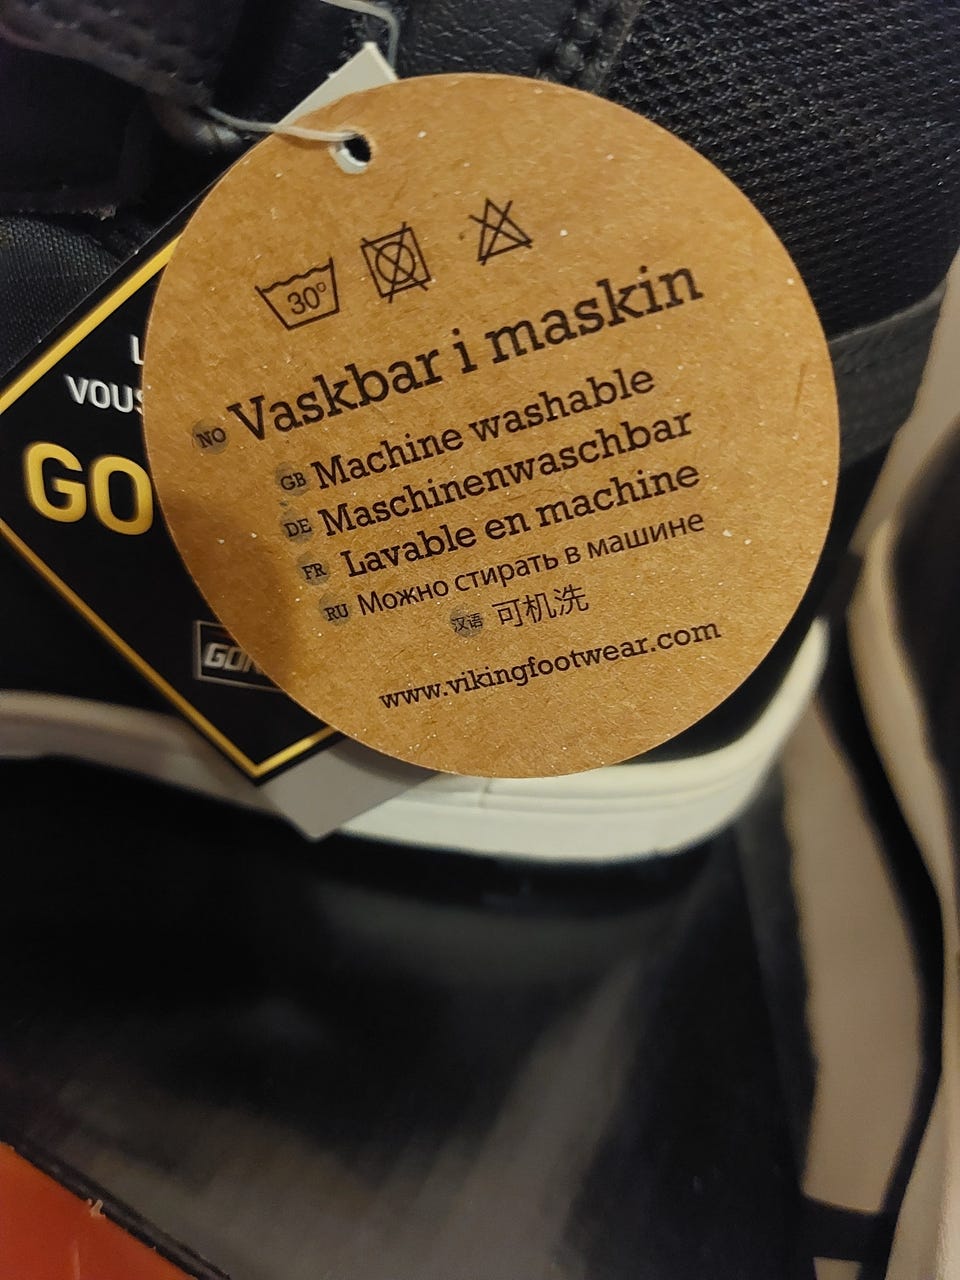 30°
NO Vaskbar i maskin
GB Machine washable
DE Maschinenwaschbar
FR Lavable en machine
RU Можно стирать в машине
汉语 可机洗
www.vikingfootwear.com
VOUS
GO